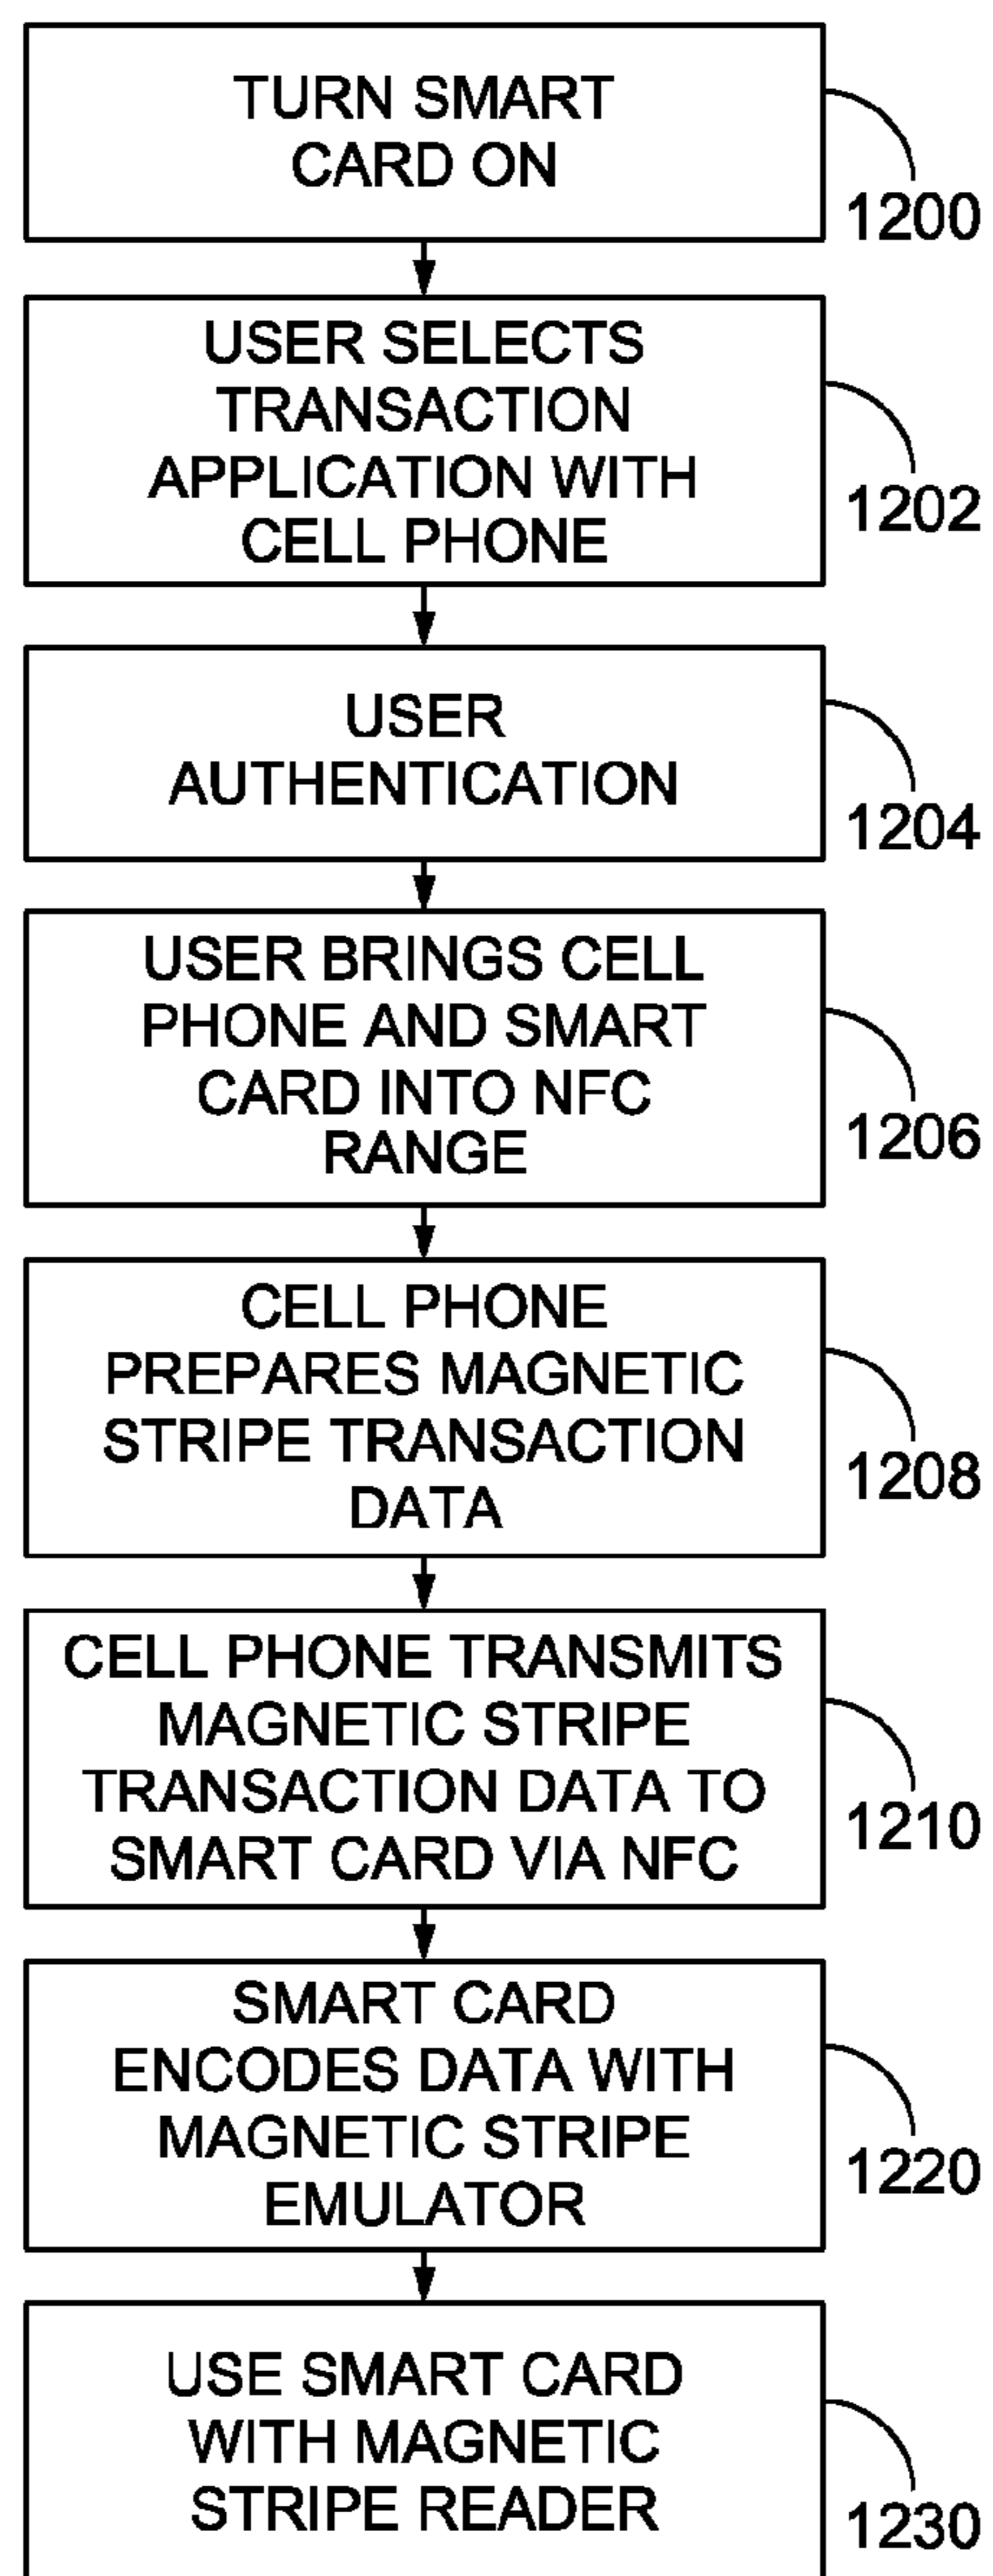 TURN SMART
CARD ON
1200
USER SELECTS
TRANSACTION
APPLICATION WITH
CELL PHONE
1202
USER
AUTHENTICATION
1204
USER BRINGS CELL
PHONE AND SMART
CARD INTO NFC
RANGE
1206
CELL PHONE
PREPARES MAGNETIC
STRIPE TRANSACTION
DATA
1208
CELL PHONE TRANSMITS
MAGNETIC STRIPE
TRANSACTION DATA TO
SMART CARD VIA NFC
1210
SMART CARD
ENCODES DATA WITH
MAGNETIC STRIPE
EMULATOR
1220
USE SMART CARD
WITH MAGNETIC
STRIPE READER
1230